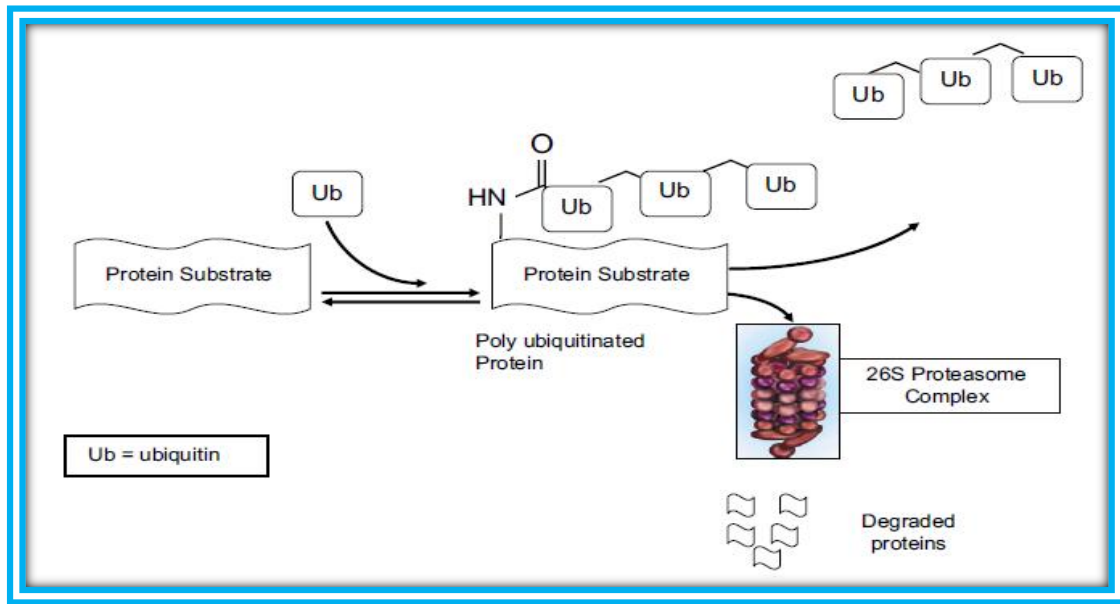 Ub
Ub
Ub
O
HN
Ub
Ub
Ub
Ub
Protein Substrate
Protein Substrate
Poly ubiquitinated
Protein
26S Proteasome
Complex
Ub = ubiquitin
Degraded
proteins